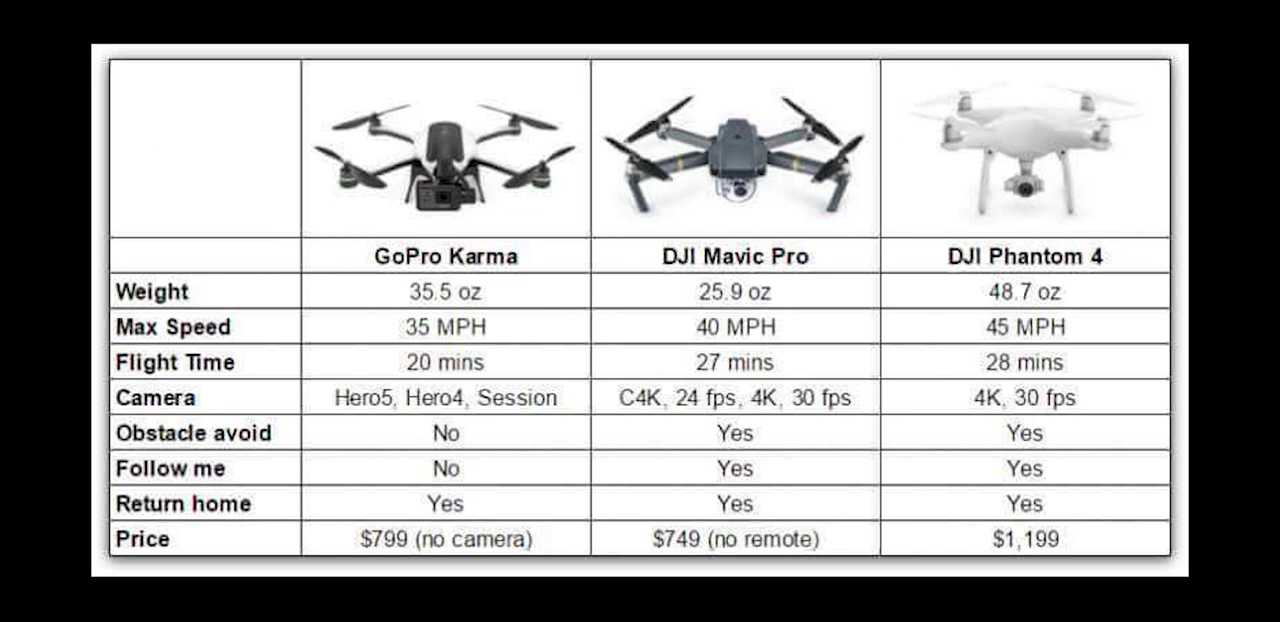 GoPro Karma DJI Mavic Pro DJI Phantom 4
Weight 35.5 oz 25.9 oz 48.7 oz
Max Speed 35 MPH 40 MPH 45 MPH
Flight Time 20 mins 27 mins 28 mins
Camera Hero5, Hero4, Session C4K, 24 fps, 4K, 30 fps 4K, 30 fps
Obstacle avoid No Yes Yes
Follow me No Yes Yes
Return home Yes Yes Yes
Price $799 (no camera) $749 (no remote) $1,199